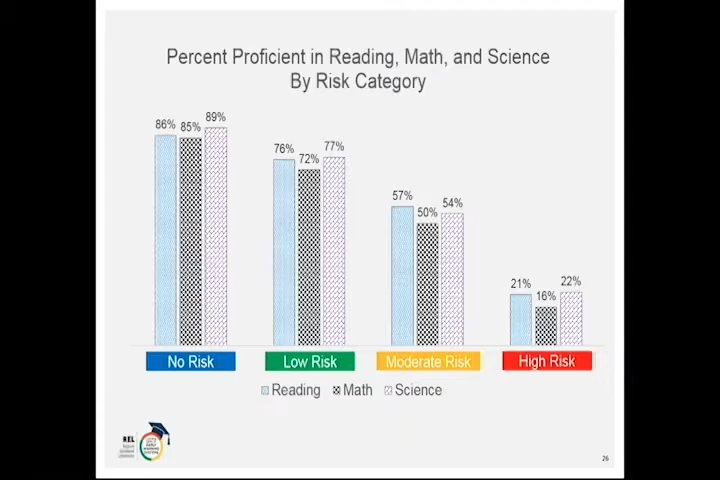 Percent Proficient in Reading, Math, and Science
By Risk Category
86% 85% 89%
76% 72% 77%
57% 50% 54%
21% 16% 22%
No Risk Low Risk Moderate Risk High Risk
Reading Math Science
REL
26